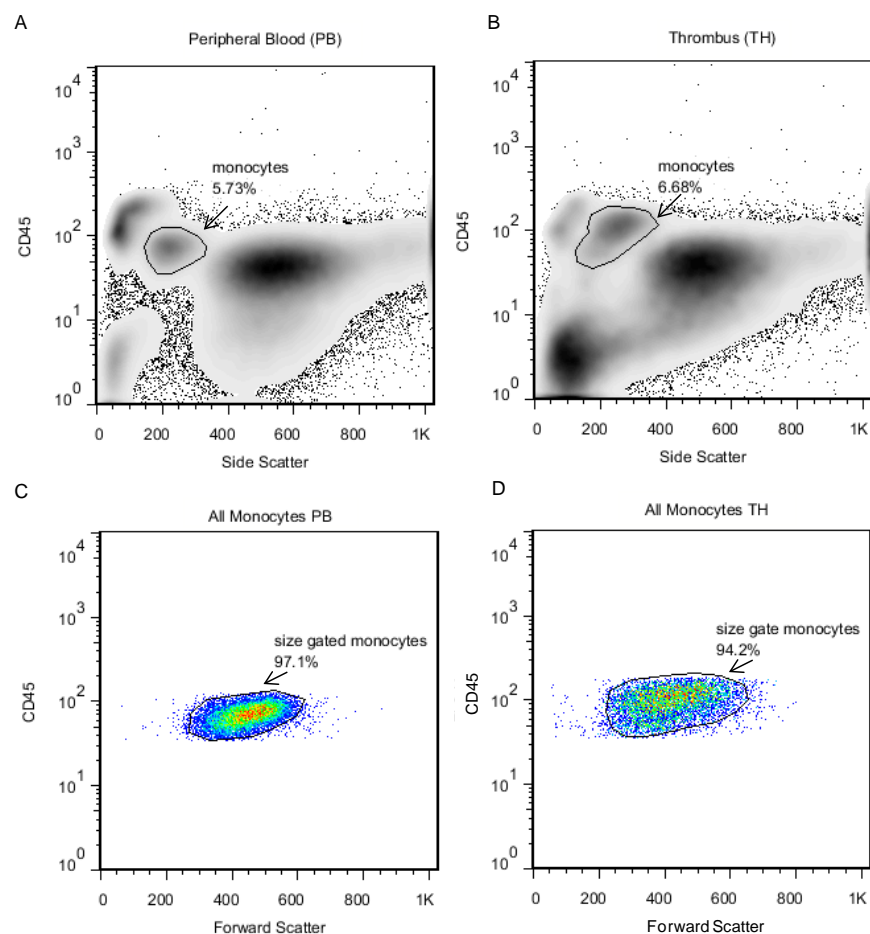 A
Peripheral Blood (PB)
10^4
10^3
10^2
10^1
10^0
CD45
monocytes
5.73%
0 200 400 600 800 1K
Side Scatter
B
Thrombus (TH)
10^4
10^3
10^2
10^1
10^0
CD45
monocytes
6.68%
0 200 400 600 800 1K
Side Scatter
C
All Monocytes PB
10^4
10^3
10^2
10^1
10^0
CD45
size gated monocytes
97.1%
0 200 400 600 800 1K
Forward Scatter
D
All Monocytes TH
10^4
10^3
10^2
10^1
10^0
CD45
size gate monocytes
94.2%
0 200 400 600 800 1K
Forward Scatter